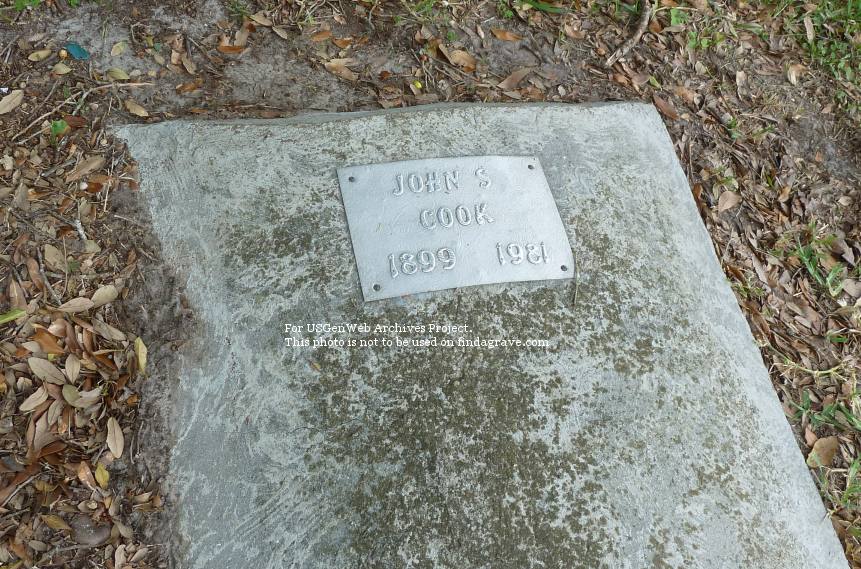 JOHN S
COOK
1899 1981
For USGenWeb Archives Project.
This photo is not to be used on findagrave.com